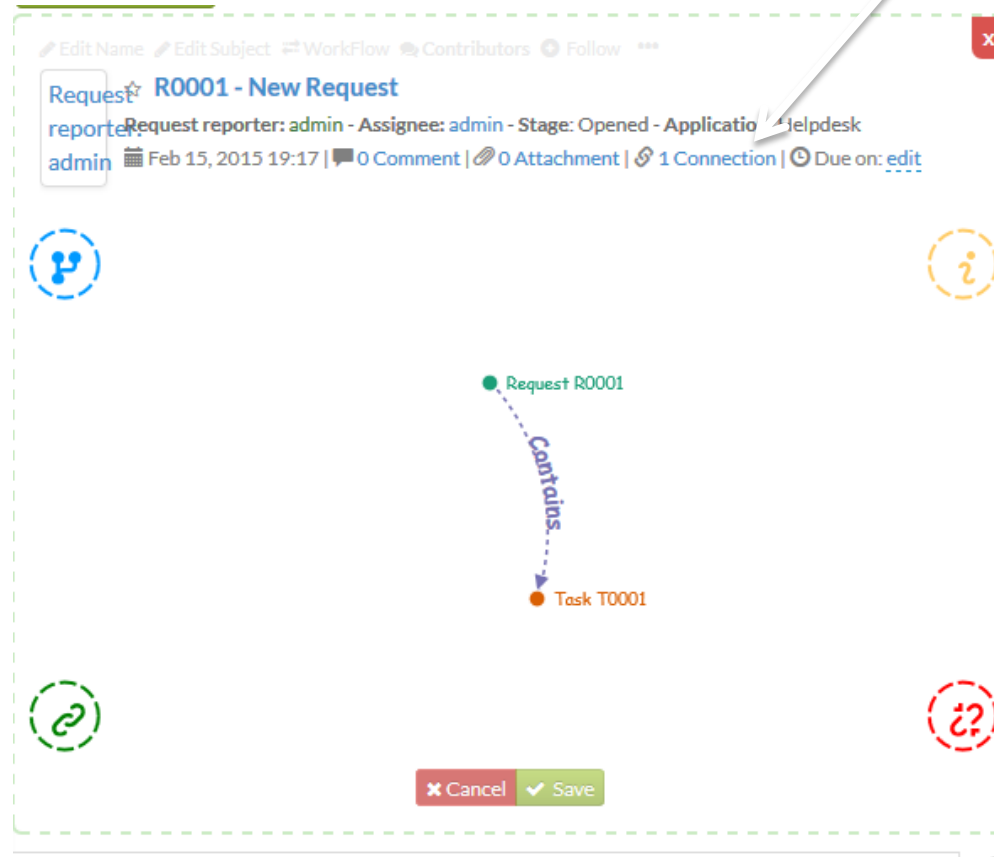 Edit Name Edit Subject WorkFlow Contributors Follow
x
Request reporter: admin
R0001 - New Request
Request reporter: admin - Assignee: admin - Stage: Opened - Application Helpdesk
Feb 15, 2015 19:17 | 0 Comment | 0 Attachment | 1 Connection | Due on: edit
Request R0001
Contains
Task T0001
Cancel Save